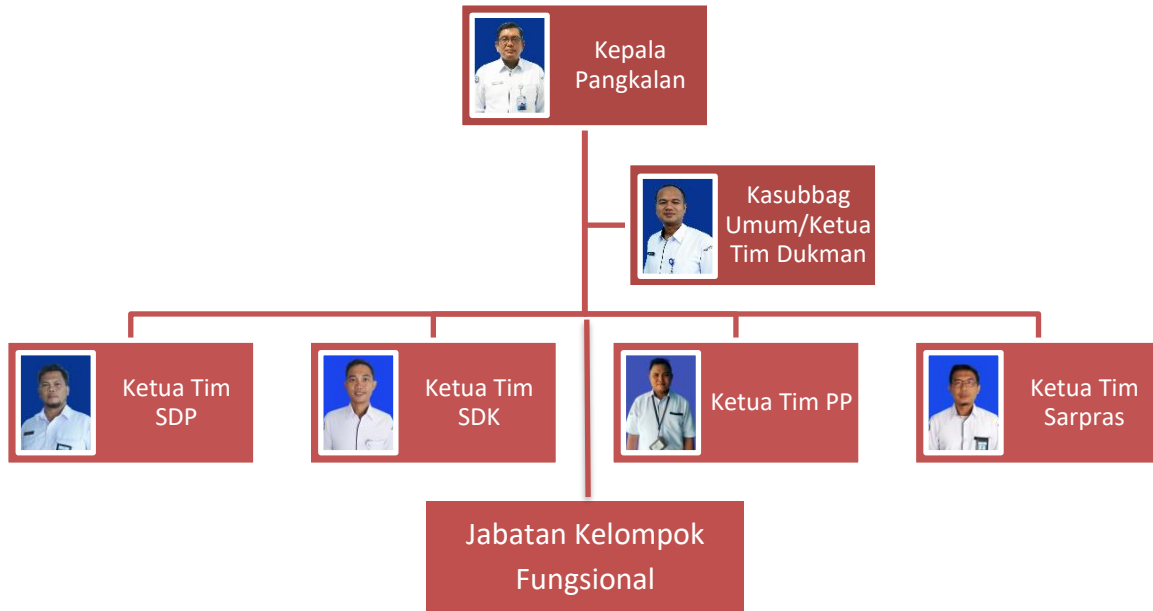 Kepala
Pangkalan
Kasubbag
Umum/Ketua
Tim Dukman
Ketua Tim
SDP
Ketua Tim
SDK
Ketua Tim PP
Ketua Tim
Sarpras
Jabatan Kelompok
Fungsional